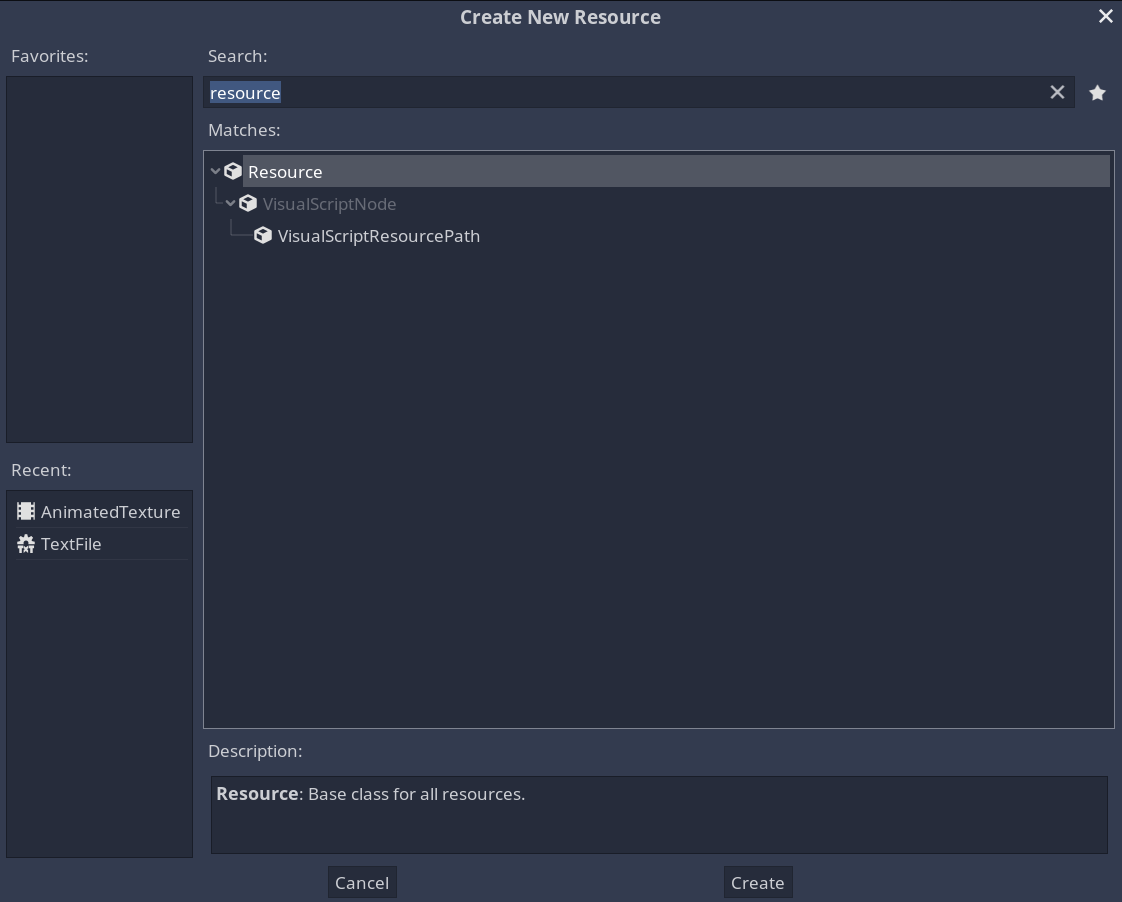 Create New Resource
Favorites:
Search:
resource
Matches:
Resource
VisualScriptNode
VisualScriptResourcePath
Recent:
AnimatedTexture
TextFile
Description:
Resource: Base class for all resources.
Cancel
Create